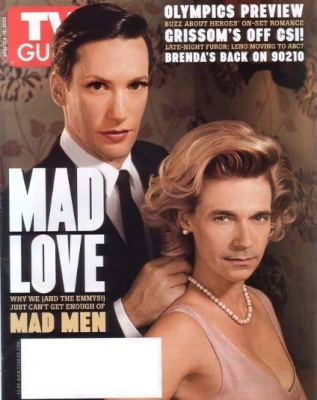 TV
GUIDE
OLYMPICS PREVIEW
BUZZ ABOUT HEROES' ON-SET ROMANCE
GRISSOM'S OFF CSI!
LATE-NIGHT FUROR: LENO MOVING TO ABC?
BRENDA'S BACK ON 90210
MAD
LOVE
WHY WE (AND THE EMMYS!)
JUST CAN'T GET ENOUGH OF
MAD MEN